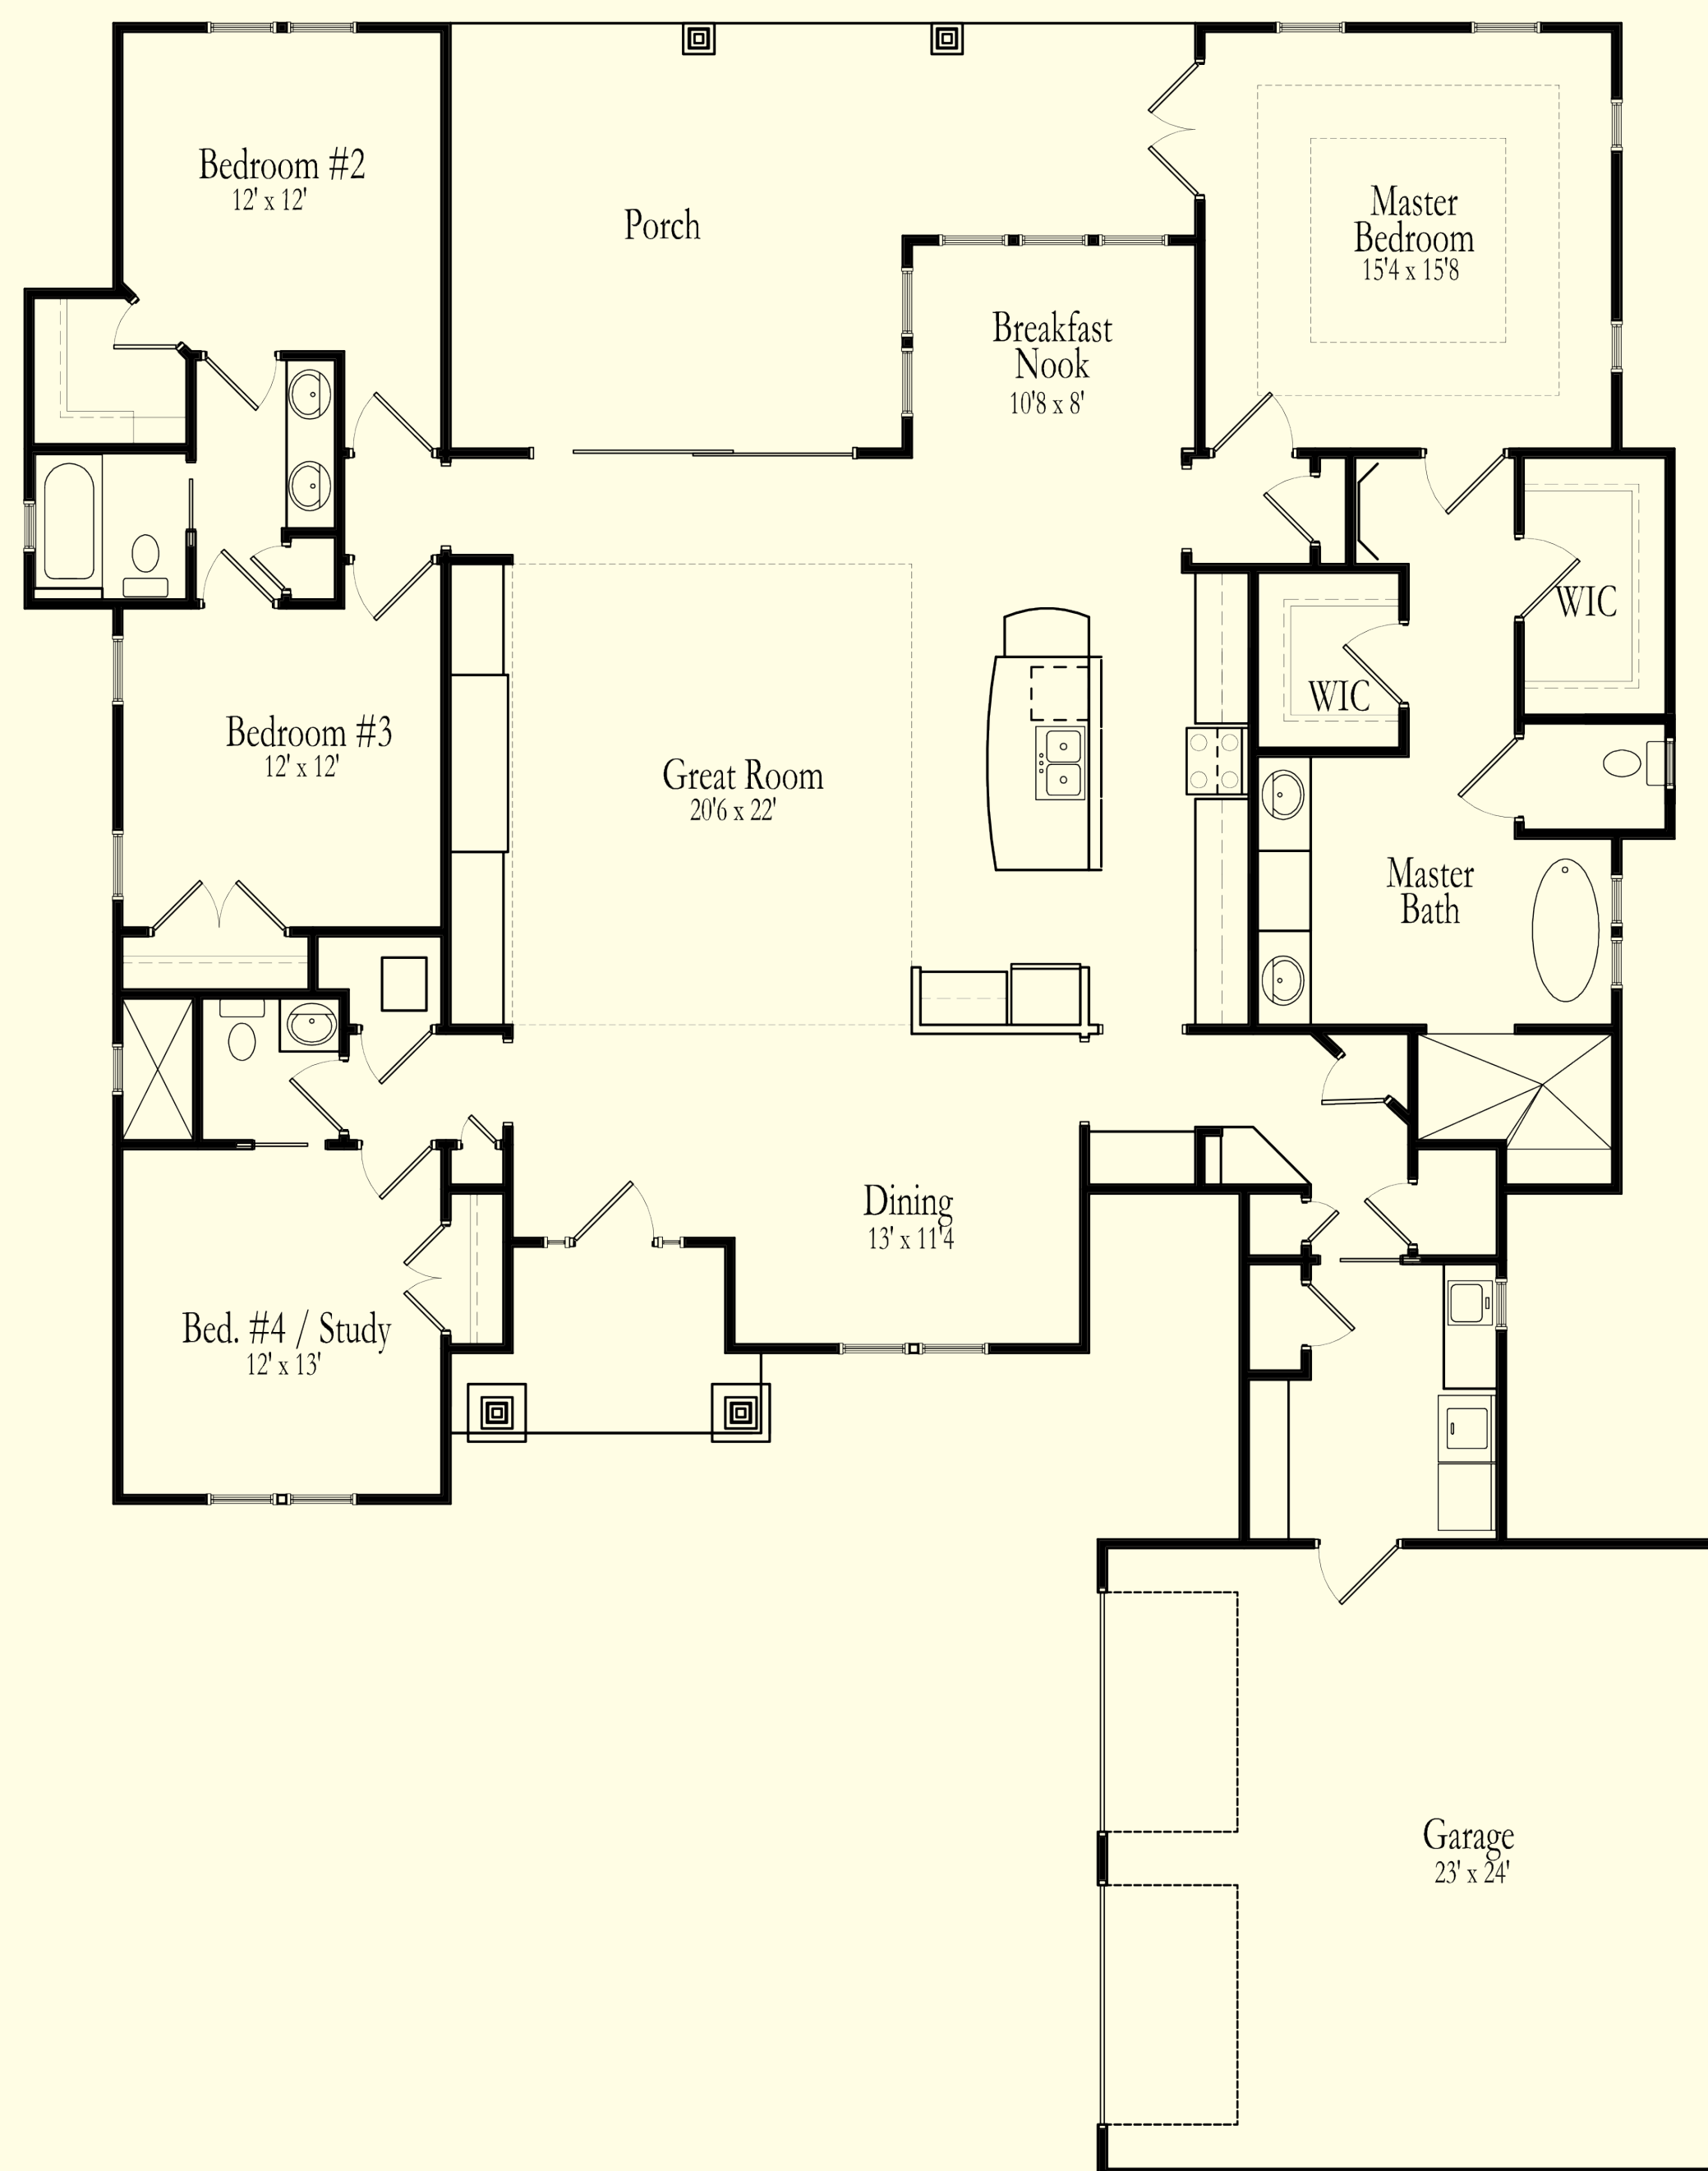 Bedroom #2
12' x 12'
Porch
Master
Bedroom
15'4 x 15'8
Breakfast
Nook
10'8 x 8'
WIC
WIC
Bedroom #3
12' x 12'
Great Room
20'6 x 22'
Master
Bath
Dining
13' x 11'4
Bed. #4 / Study
12' x 13'
Garage
23' x 24'